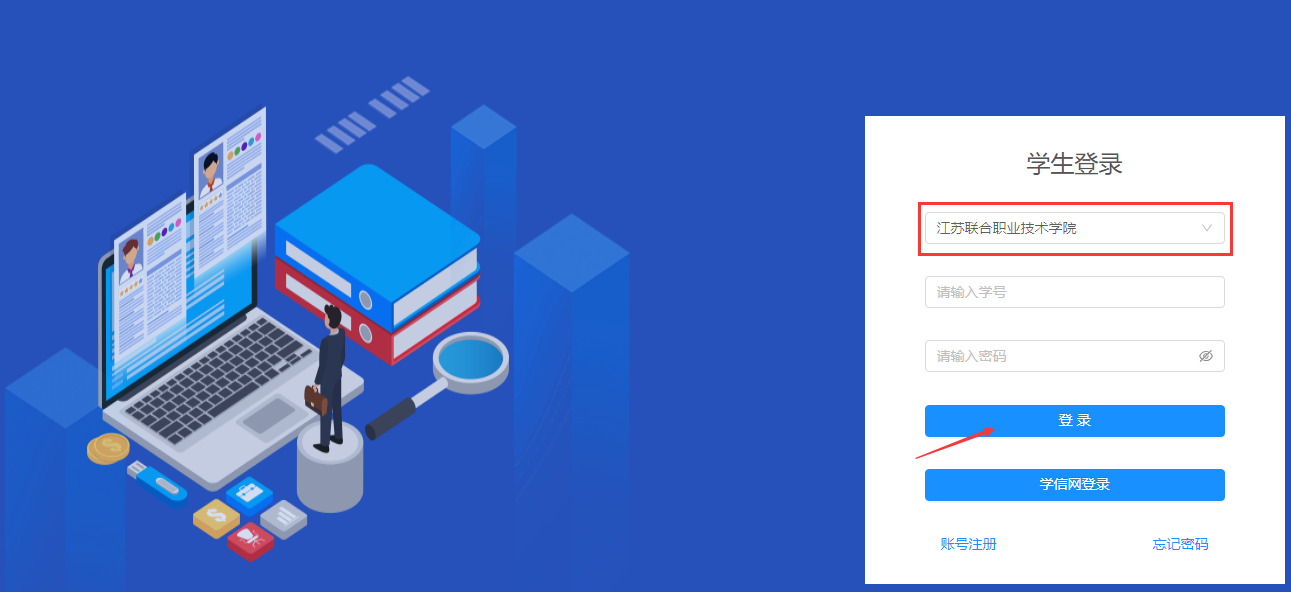 学生登录
江苏联合职业技术学院
请输入学号
请输入密码
登 录
学信网登录
账号注册
忘记密码